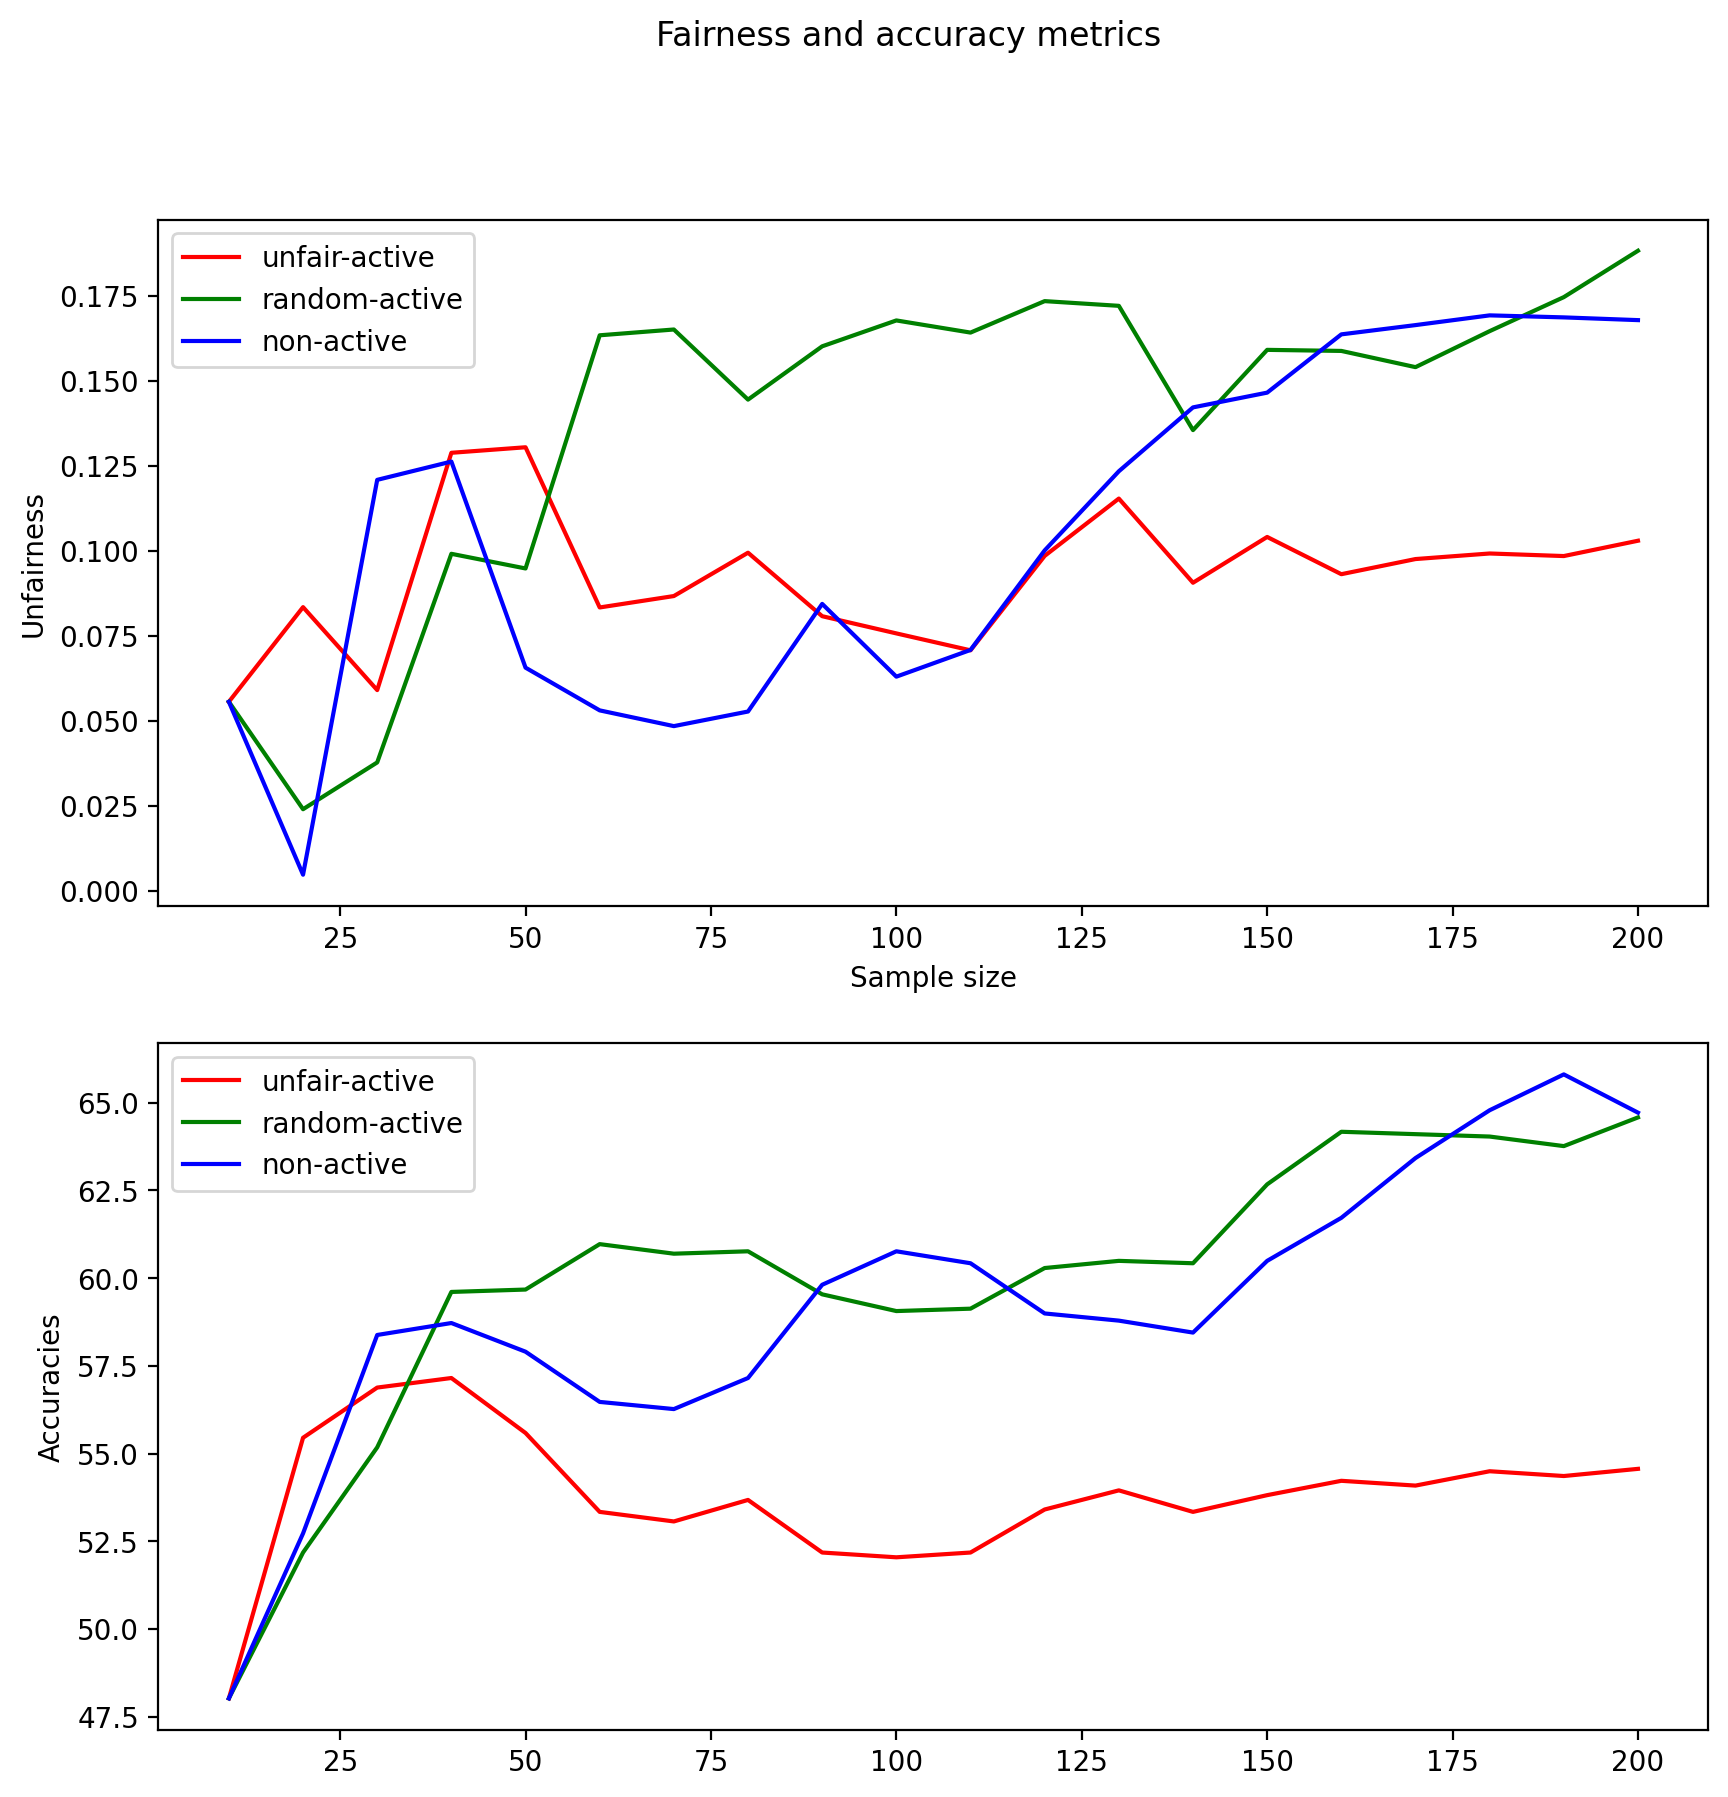 Fairness and accuracy metrics
unfair-active
random-active
non-active
0.175
0.150
0.125
0.100
0.075
0.050
0.025
0.000
Unfairness
25 50 75 100 125 150 175 200
Sample size
unfair-active
random-active
non-active
65.0
62.5
60.0
57.5
55.0
52.5
50.0
47.5
Accuracies
25 50 75 100 125 150 175 200